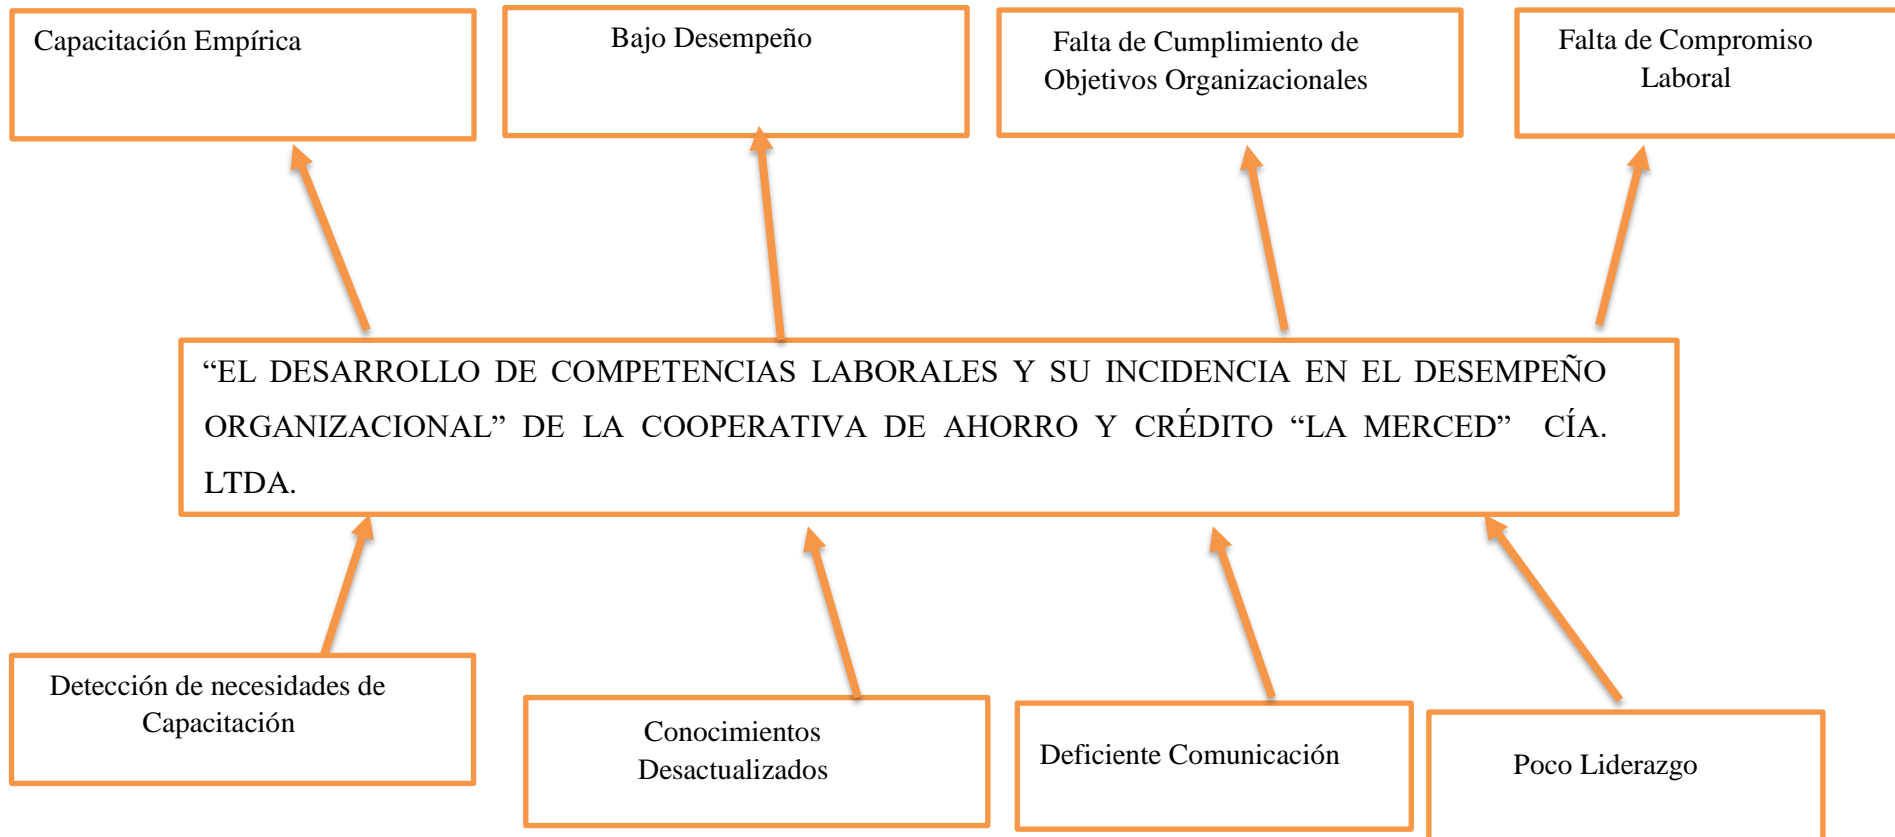 Capacitación Empírica
Bajo Desempeño
Falta de Cumplimiento de
Objetivos Organizacionales
Falta de Compromiso
Laboral
“EL DESARROLLO DE COMPETENCIAS LABORALES Y SU INCIDENCIA EN EL DESEMPEÑO
ORGANIZACIONAL” DE LA COOPERATIVA DE AHORRO Y CRÉDITO “LA MERCED” CÍA.
LTDA.
Detección de necesidades de
Capacitación
Conocimientos
Desactualizados
Deficiente Comunicación
Poco Liderazgo